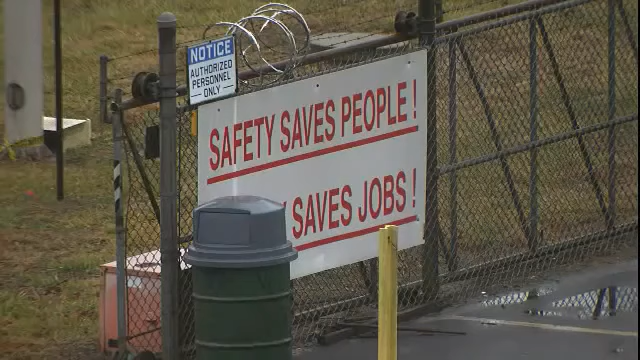 NOTICE
AUTHORIZED
PERSONNEL
ONLY
SAFETY SAVES PEOPLE!
SAVES JOBS!